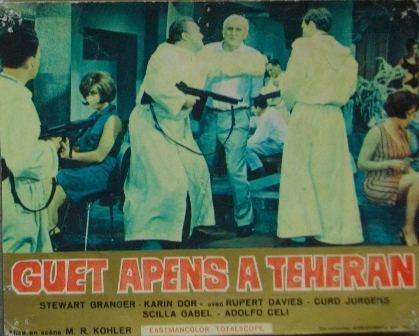 GUET APENS A TEHERAN
STEWART GRANGER - KARIN DOR - avec RUPERT DAVIES - CURD JURGENS
SCILLA GABEL - ADOLFO CELI
Mise en scène M. R. KOHLER EASTMANCOLOR TOTALSCOPE